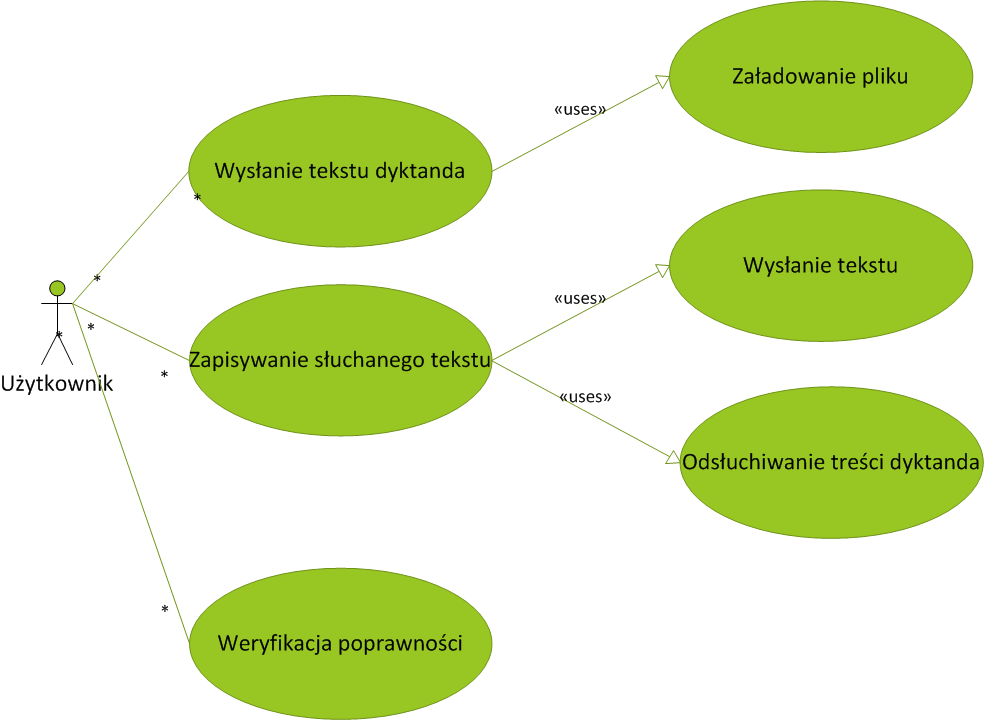 Załadowanie pliku
«uses»
Wysłanie tekstu dyktanda
*
Wysłanie tekstu
*
«uses»
*
*
Zapisywanie słuchanego tekstu
*
Użytkownik
«uses»
Odsłuchiwanie treści dyktanda
*
Weryfikacja poprawności